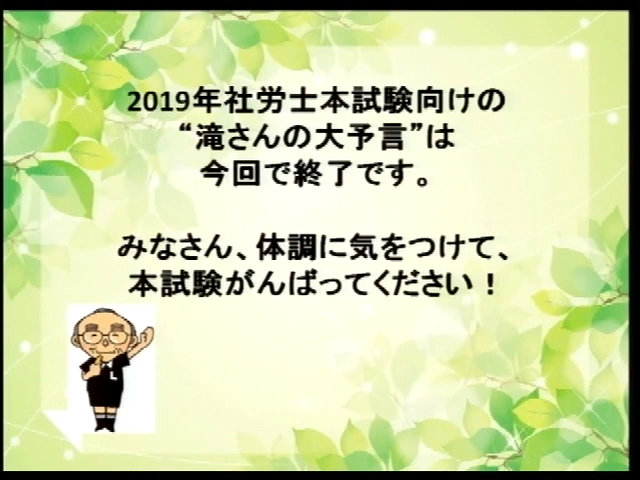 2019年社労士本試験向けの
“滝さんの大予言”は
今回で終了です。
みなさん、体調に気をつけて、
本試験がんばってください！
L